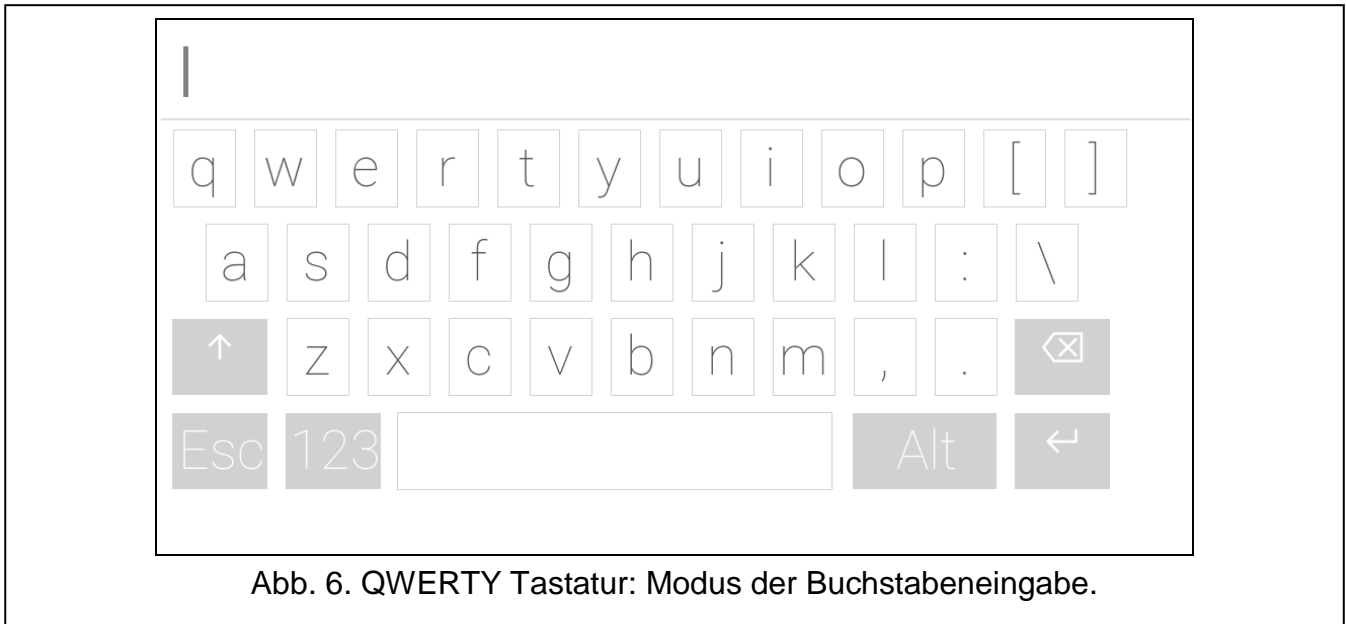 q w e r t y u i o p [ ]
a s d f g h j k l : \
↑ z x c v b n m , . ⌫
Esc 123 Alt ↵
Abb. 6. QWERTY Tastatur: Modus der Buchstabeneingabe.